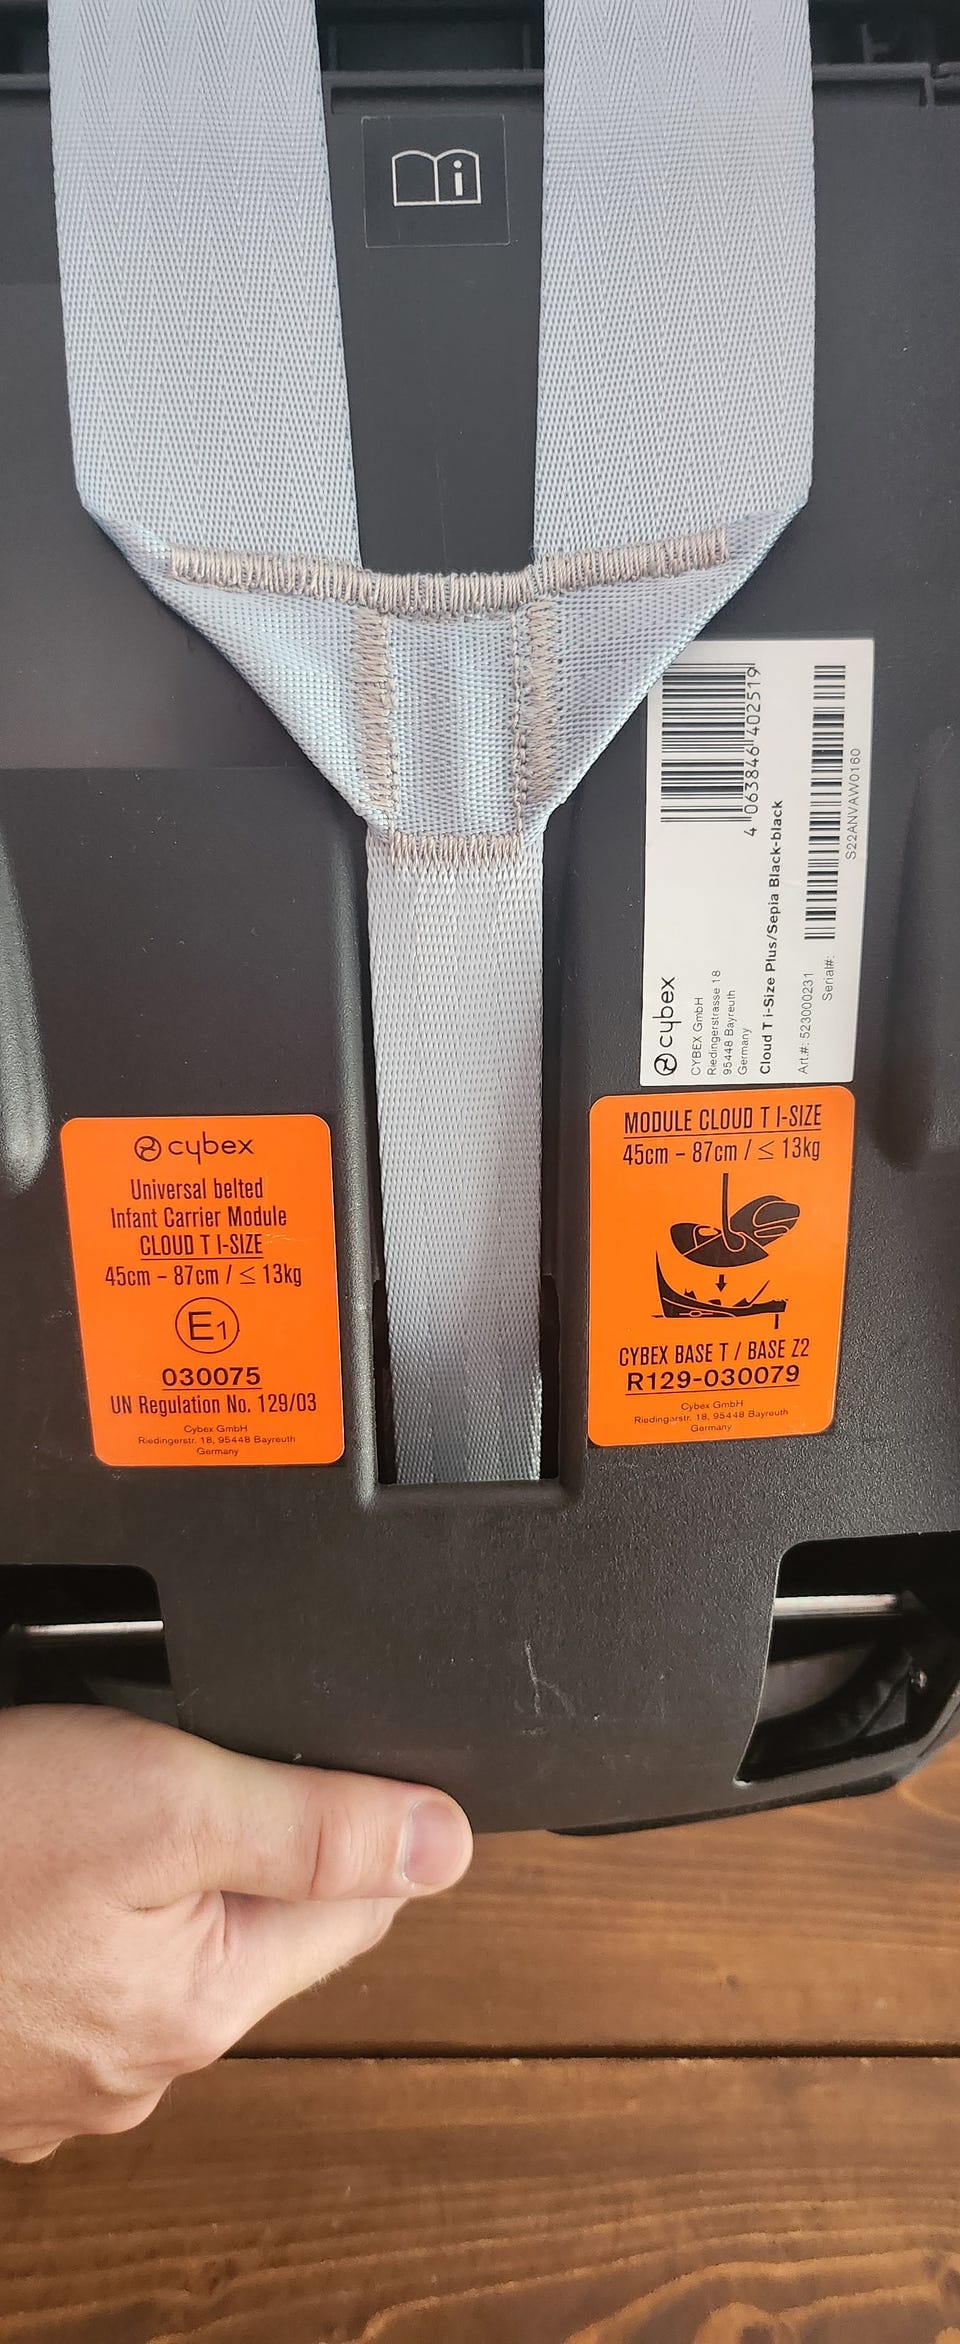 i
4 063846 402519
cybex
CYBEX GmbH
Riedingerstrasse 18
95448 Bayreuth
Germany
Cloud T i-Size Plus/Sepia Black-black
Art.#: 523000231
Serial#:
S22ANVAW0160
cybex
Universal belted
Infant Carrier Module
CLOUD T I-SIZE
45cm – 87cm / ≤ 13kg
E1
030075
UN Regulation No. 129/03
Cybex GmbH
Riedingerstr. 18, 95448 Bayreuth
Germany
MODULE CLOUD T I-SIZE
45cm – 87cm / ≤ 13kg
CYBEX BASE T / BASE Z2
R129-030079
Cybex GmbH
Riedingerstr. 18, 95448 Bayreuth
Germany